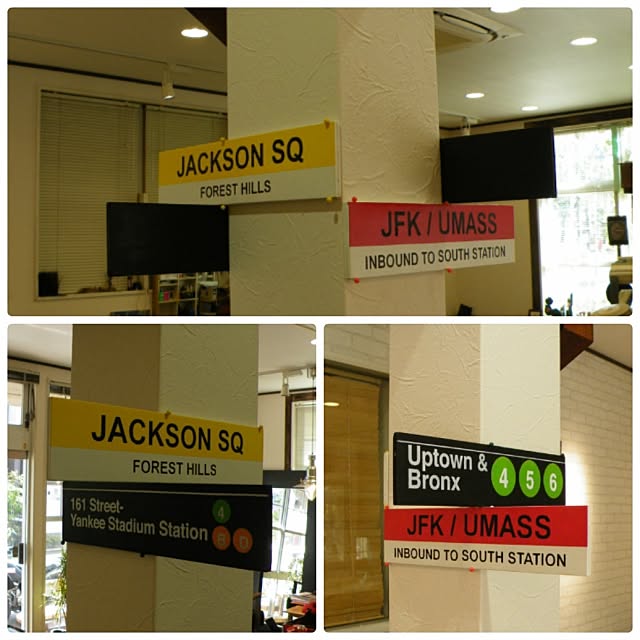 JACKSON SQ
FOREST HILLS
JFK / UMASS
INBOUND TO SOUTH STATION
JACKSON SQ
FOREST HILLS
161 Street-
Yankee Stadium Station
4
B D
Uptown &
Bronx
4 5 6
JFK / UMASS
INBOUND TO SOUTH STATION